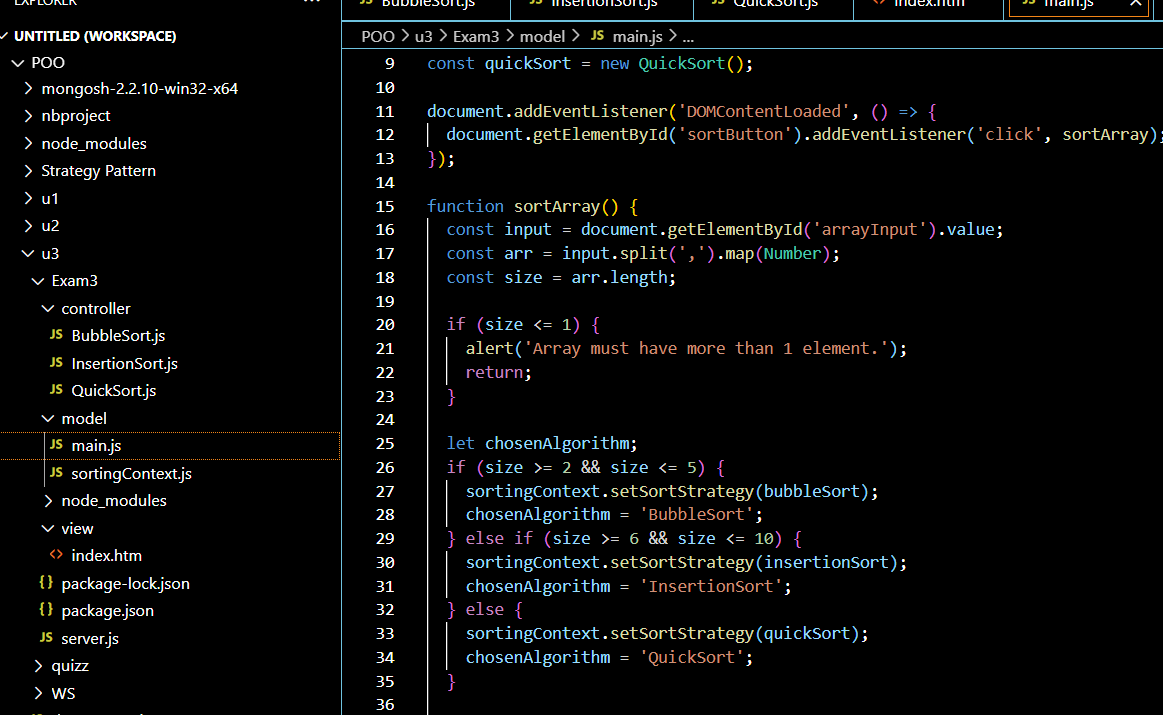 EXPLORER
UNTITLED (WORKSPACE)
POO
mongosh-2.2.10-win32-x64
nbproject
node_modules
Strategy Pattern
u1
u2
u3
Exam3
controller
JS BubbleSort.js
JS InsertionSort.js
JS QuickSort.js
model
JS main.js
JS sortingContext.js
node_modules
view
<> index.htm
{} package-lock.json
{} package.json
JS server.js
quizz
WS
JS BubbleSort.js JS InsertionSort.js JS QuickSort.js <> index.htm JS main.js
POO > u3 > Exam3 > model > JS main.js > ...
9 const quickSort = new QuickSort();
10
11 document.addEventListener('DOMContentLoaded', () => {
12 document.getElementById('sortButton').addEventListener('click', sortArray);
13 });
14
15 function sortArray() {
16 const input = document.getElementById('arrayInput').value;
17 const arr = input.split(',').map(Number);
18 const size = arr.length;
19
20 if (size <= 1) {
21 alert('Array must have more than 1 element.');
22 return;
23 }
24
25 let chosenAlgorithm;
26 if (size >= 2 && size <= 5) {
27 sortingContext.setSortStrategy(bubbleSort);
28 chosenAlgorithm = 'BubbleSort';
29 } else if (size >= 6 && size <= 10) {
30 sortingContext.setSortStrategy(insertionSort);
31 chosenAlgorithm = 'InsertionSort';
32 } else {
33 sortingContext.setSortStrategy(quickSort);
34 chosenAlgorithm = 'QuickSort';
35 }
36